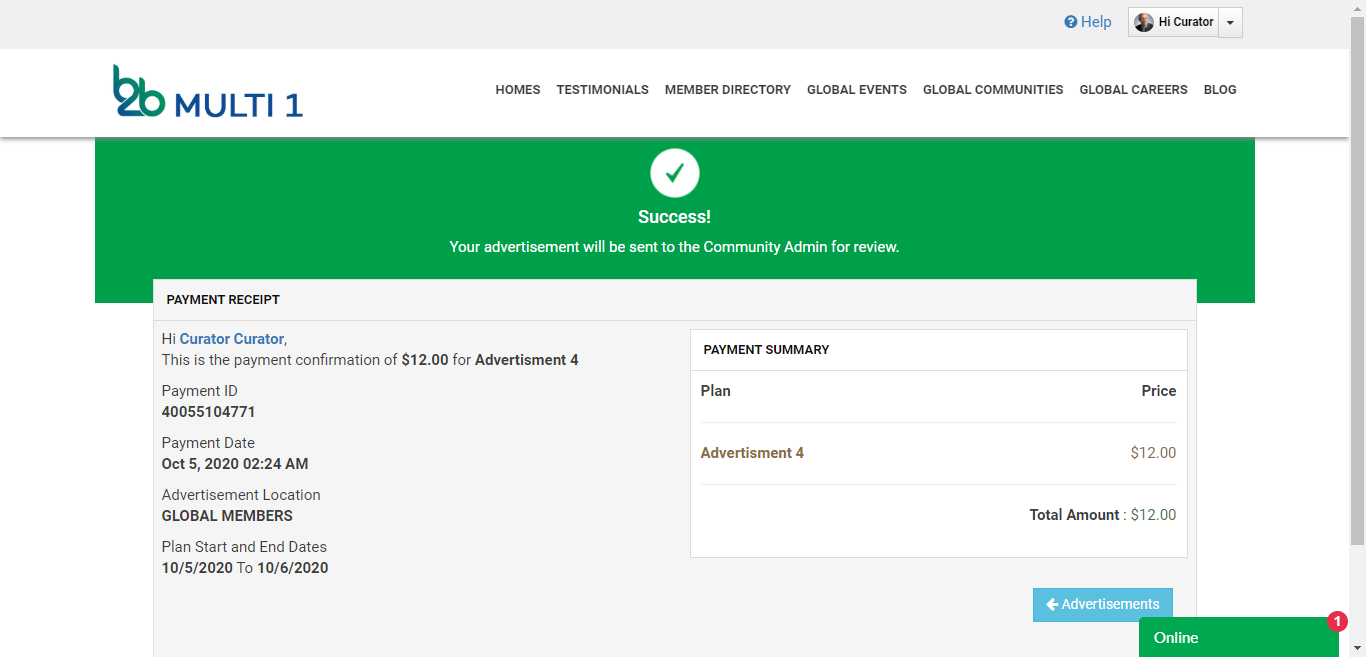 Help
Hi Curator
b2b MULTI 1
HOMES TESTIMONIALS MEMBER DIRECTORY GLOBAL EVENTS GLOBAL COMMUNITIES GLOBAL CAREERS BLOG
Success!
Your advertisement will be sent to the Community Admin for review.
PAYMENT RECEIPT
Hi Curator Curator,
This is the payment confirmation of $12.00 for Advertisment 4
Payment ID
40055104771
Payment Date
Oct 5, 2020 02:24 AM
Advertisement Location
GLOBAL MEMBERS
Plan Start and End Dates
10/5/2020 To 10/6/2020
PAYMENT SUMMARY
Plan Price
Advertisment 4 $12.00
Total Amount : $12.00
Advertisements
Online
1